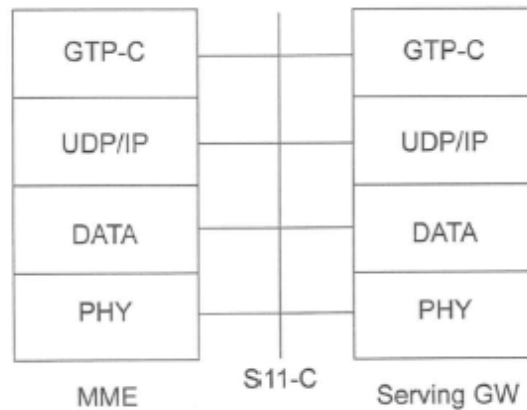 GTP-C GTP-C
UDP/IP UDP/IP
DATA DATA
PHY PHY
S11-C
MME Serving GW